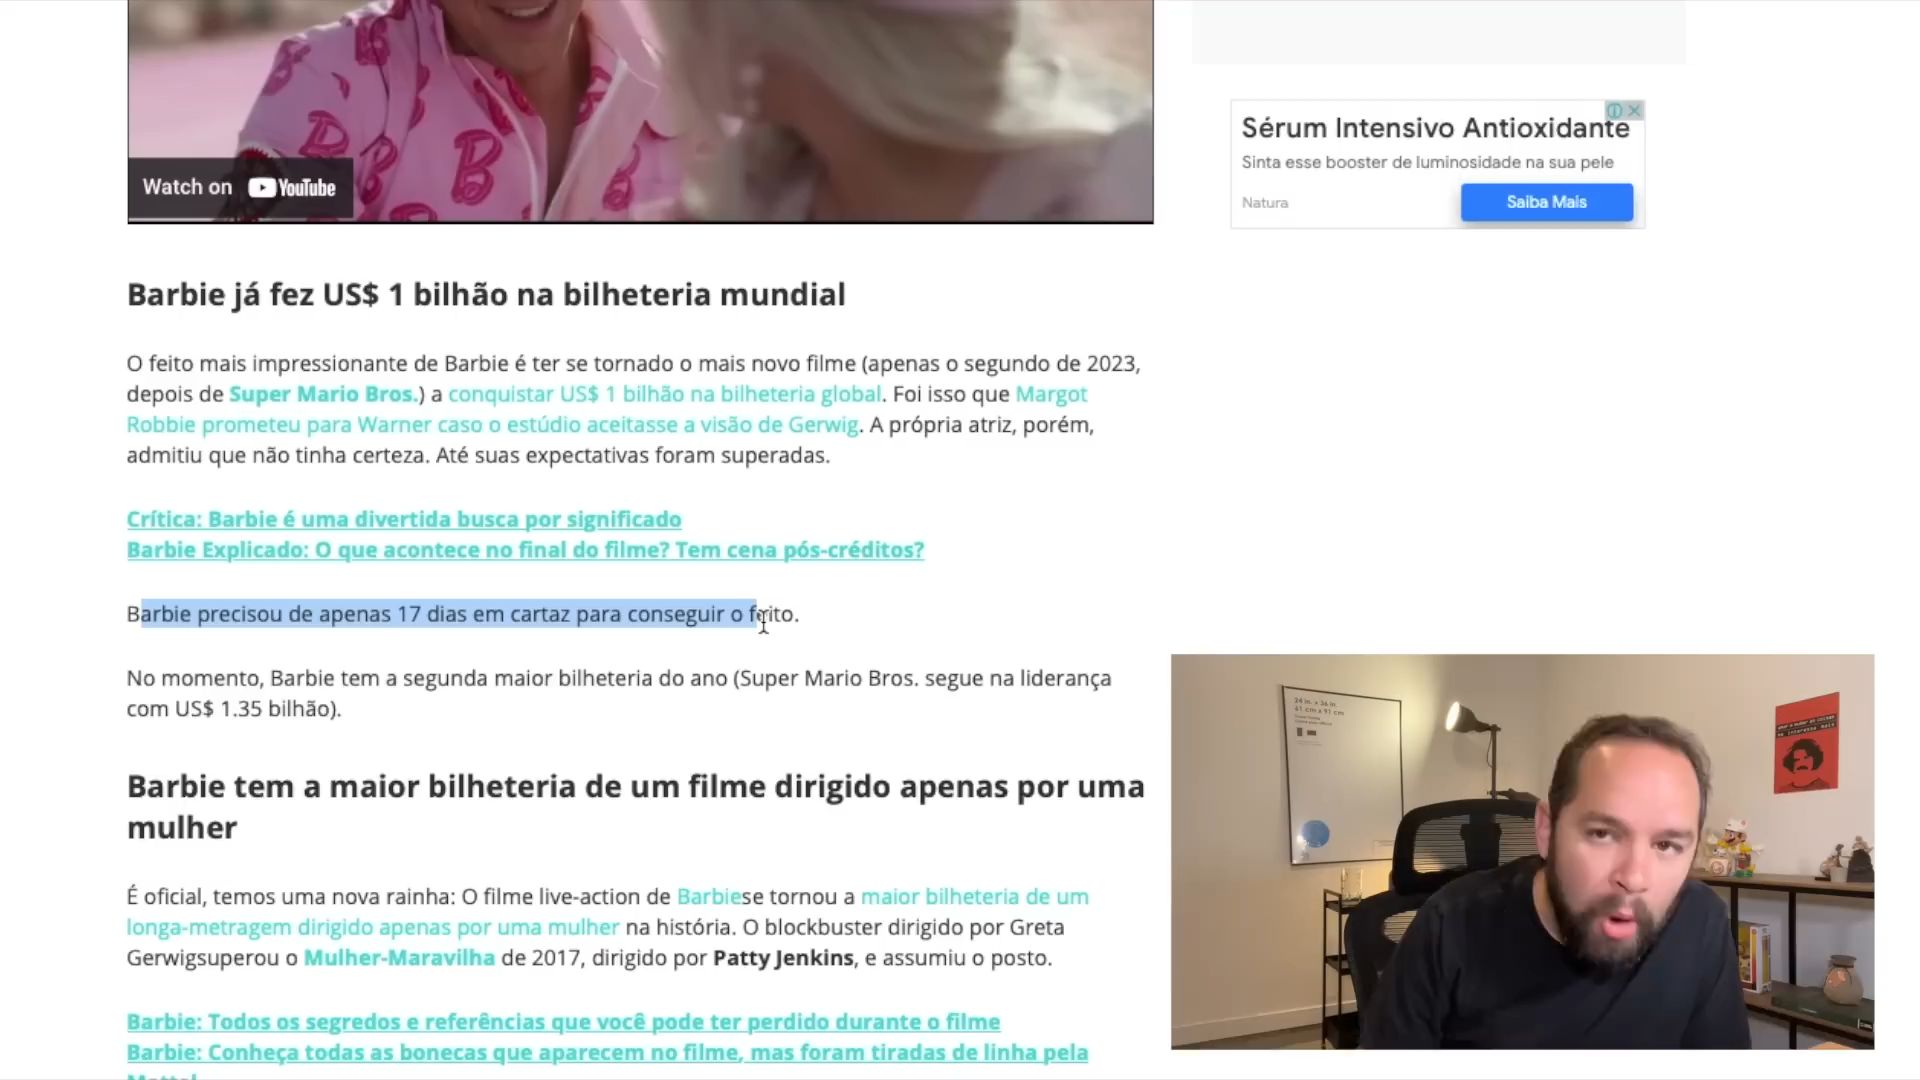 Watch on YouTube
Sérum Intensivo Antioxidante
Sinta esse booster de luminosidade na sua pele
Natura
Saiba Mais
Barbie já fez US$ 1 bilhão na bilheteria mundial
O feito mais impressionante de Barbie é ter se tornado o mais novo filme (apenas o segundo de 2023,
depois de Super Mario Bros.) a conquistar US$ 1 bilhão na bilheteria global. Foi isso que Margot
Robbie prometeu para Warner caso o estúdio aceitasse a visão de Gerwig. A própria atriz, porém,
admitiu que não tinha certeza. Até suas expectativas foram superadas.
Crítica: Barbie é uma divertida busca por significado
Barbie Explicado: O que acontece no final do filme? Tem cena pós-créditos?
Barbie precisou de apenas 17 dias em cartaz para conseguir o feito.
No momento, Barbie tem a segunda maior bilheteria do ano (Super Mario Bros. segue na liderança
com US$ 1.35 bilhão).
Barbie tem a maior bilheteria de um filme dirigido apenas por uma
mulher
É oficial, temos uma nova rainha: O filme live-action de Barbiese tornou a maior bilheteria de um
longa-metragem dirigido apenas por uma mulher na história. O blockbuster dirigido por Greta
Gerwigsuperou o Mulher-Maravilha de 2017, dirigido por Patty Jenkins, e assumiu o posto.
Barbie: Todos os segredos e referências que você pode ter perdido durante o filme
Barbie: Conheça todas as bonecas que aparecem no filme, mas foram tiradas de linha pela
Mattel
24 in. x 36 in.
61 cm x 91 cm